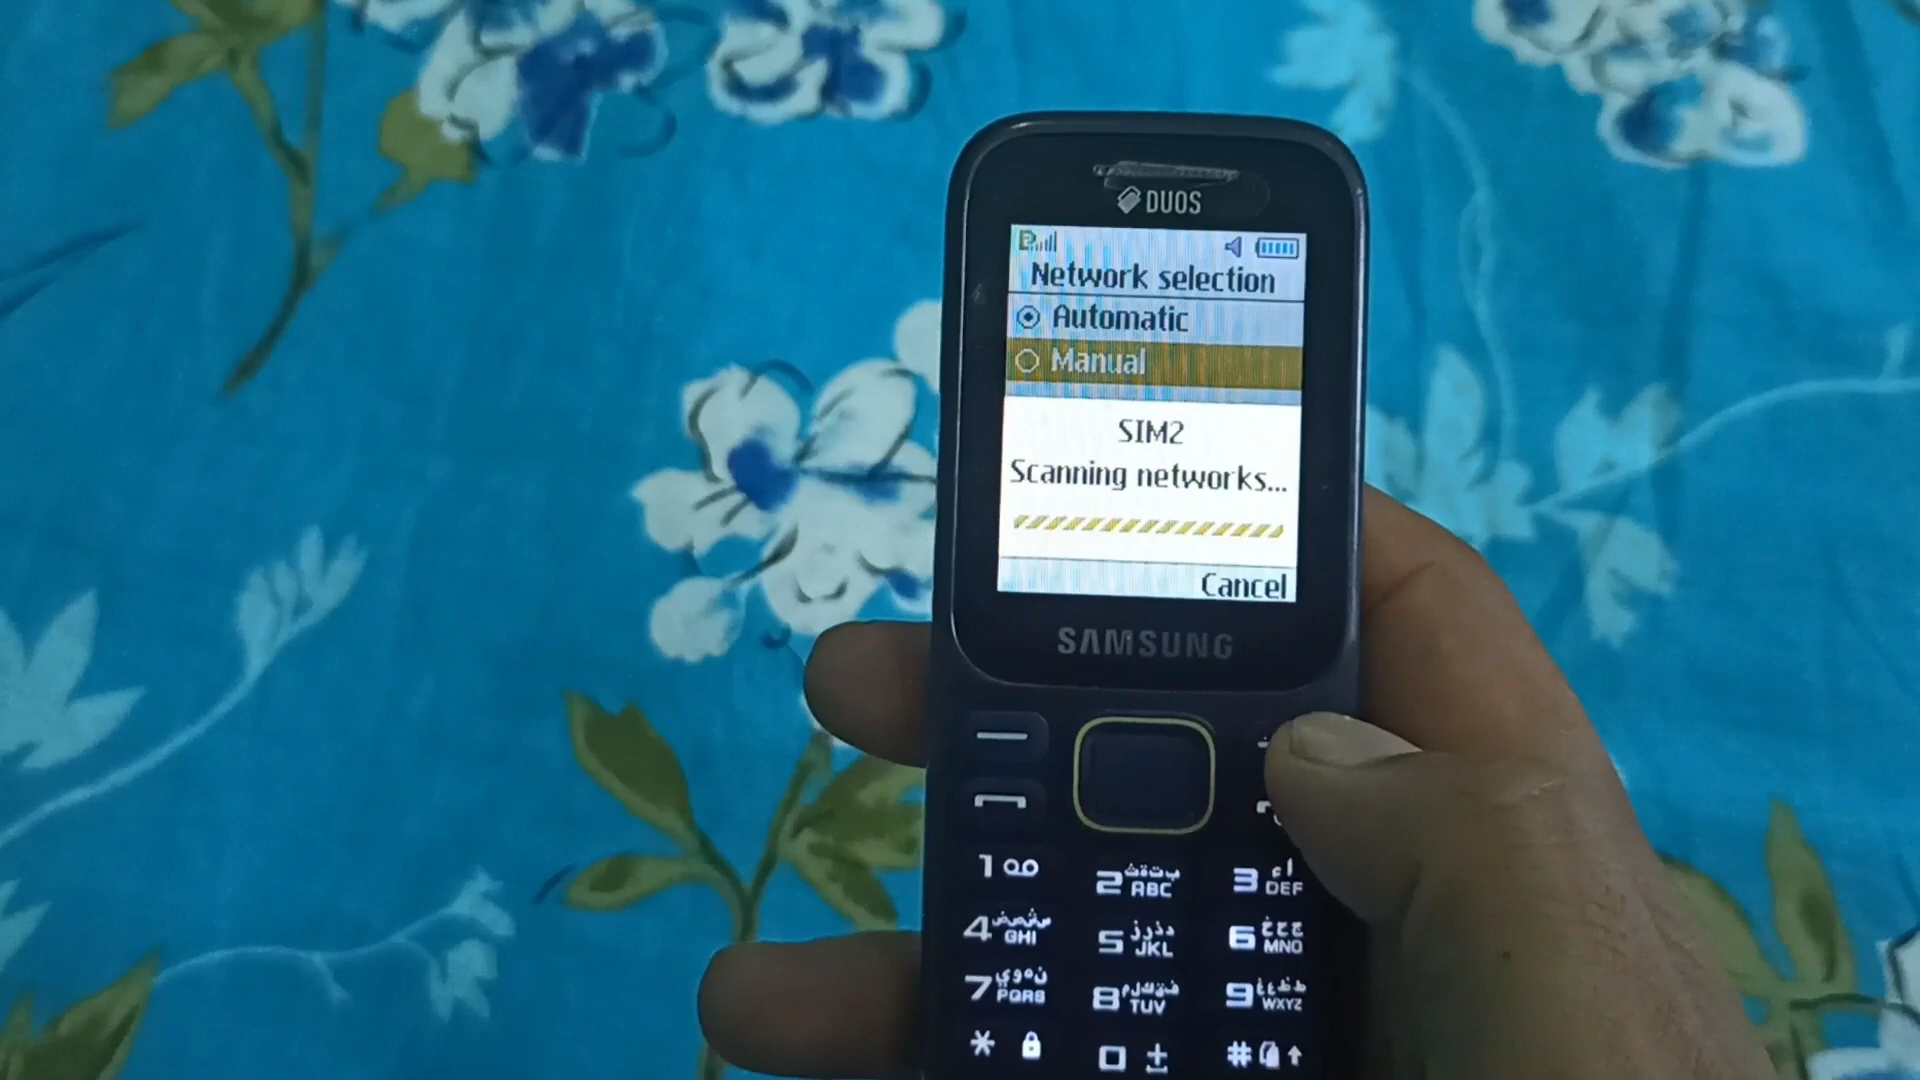 DUOS
Network selection
Automatic
Manual
SIM2
Scanning networks...
Cancel
SAMSUNG
1
2 ABC ب ت ة ث
3 DEF ا ء
4 GHI س ش ص ض
5 JKL د ذ ر ز
6 MNO ج ح خ
7 PQRS ن ه و ي
8 TUV ف ق ك ل م
9 WXYZ ط ظ ع غ
* 
0 ±
#